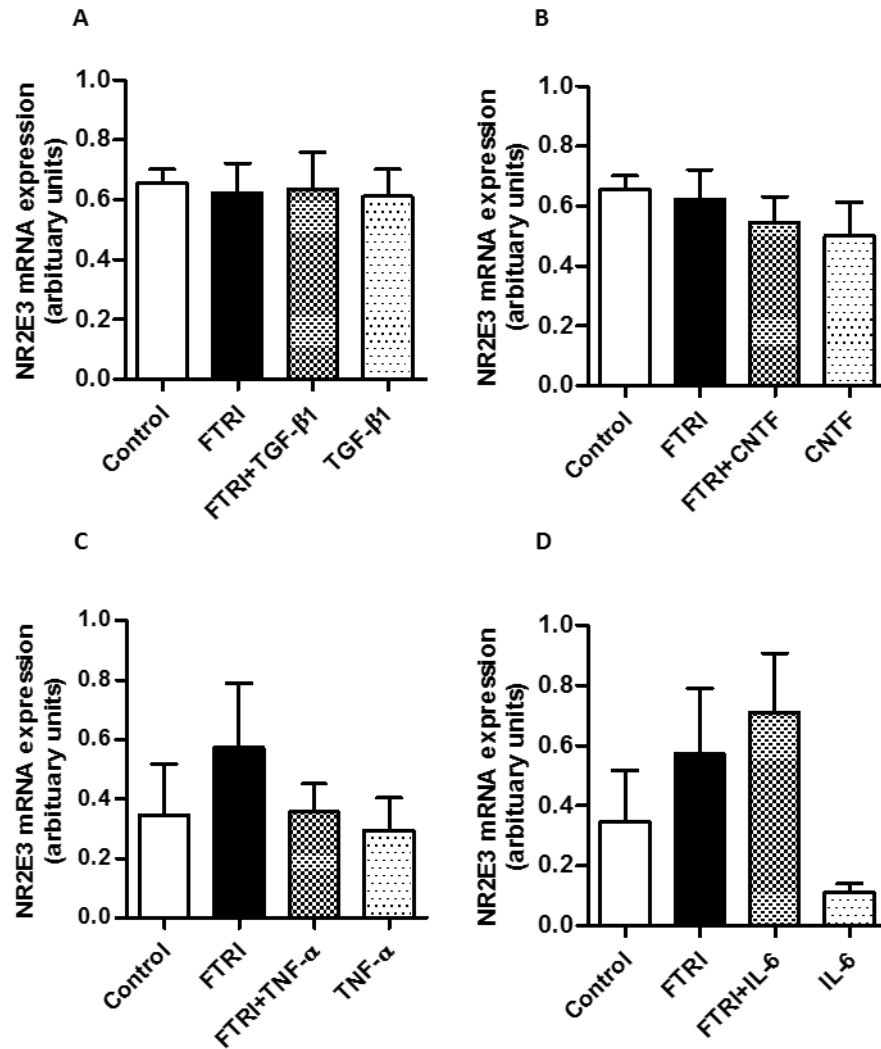 A
NR2E3 mRNA expression
(arbituary units)
1.0
0.8
0.6
0.4
0.2
0.0
Control
FTRI
FTRI+TGF-β1
TGF-β1
B
NR2E3 mRNA expression
(arbituary units)
1.0
0.8
0.6
0.4
0.2
0.0
Control
FTRI
FTRI+CNTF
CNTF
C
NR2E3 mRNA expression
(arbituary units)
1.0
0.8
0.6
0.4
0.2
0.0
Control
FTRI
FTRI+TNF-α
TNF-α
D
NR2E3 mRNA expression
(arbituary units)
1.0
0.8
0.6
0.4
0.2
0.0
Control
FTRI
FTRI+IL-6
IL-6